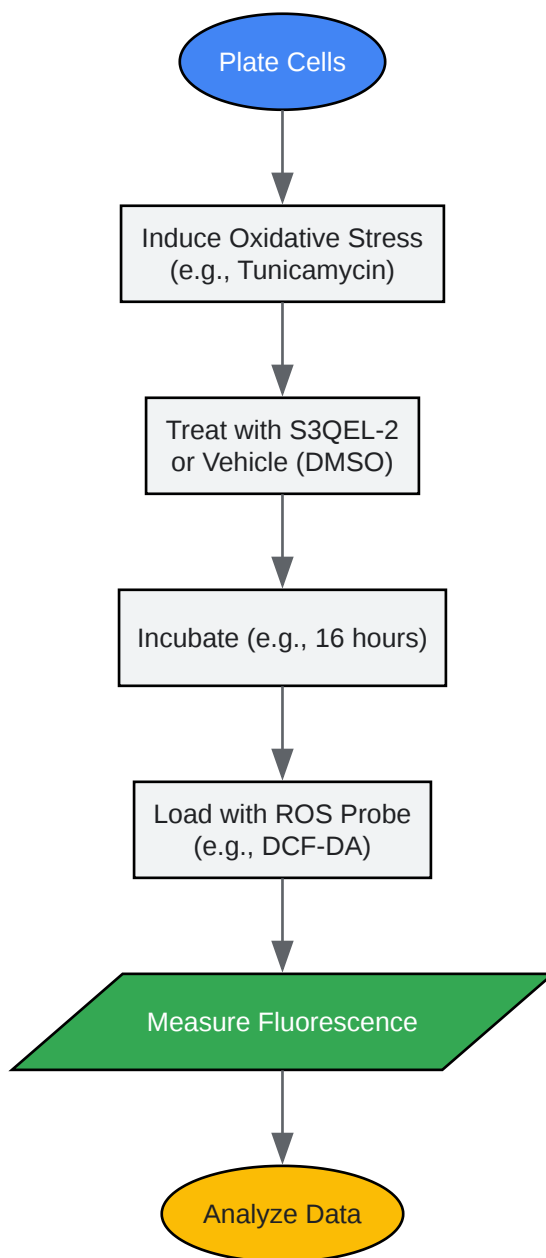 Plate Cells
Induce Oxidative Stress
(e.g., Tunicamycin)
Treat with S3QEL-2
or Vehicle (DMSO)
Incubate (e.g., 16 hours)
Load with ROS Probe
(e.g., DCF-DA)
Measure Fluorescence
Analyze Data